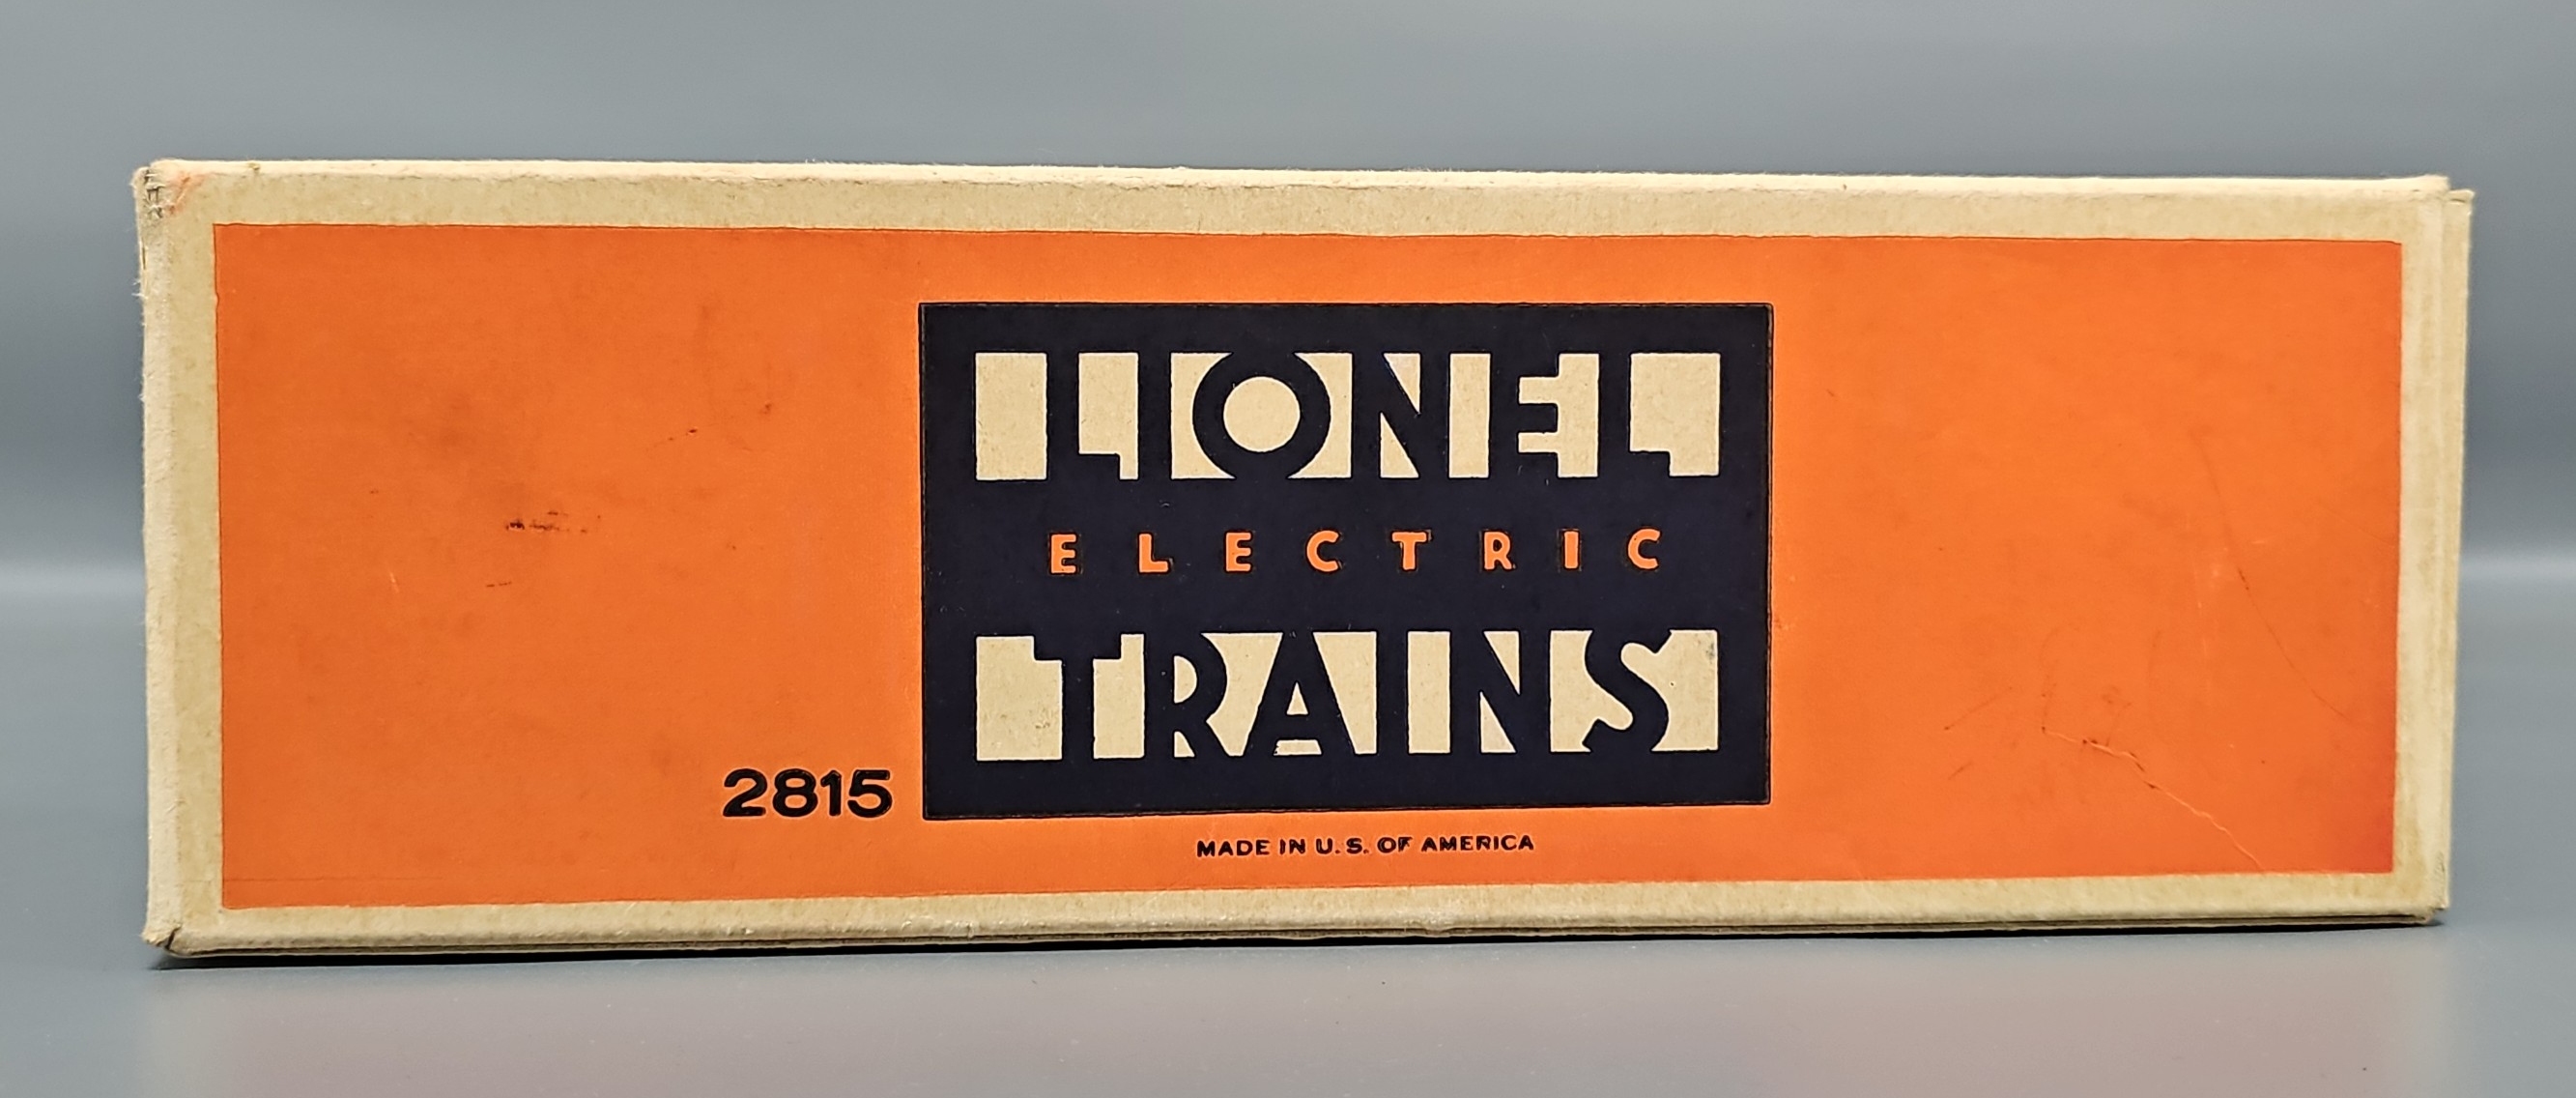 LIONEL
ELECTRIC
TRAINS
2815
MADE IN U. S. OF AMERICA